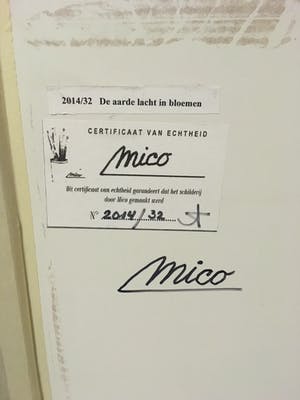 2014/32 De aarde lacht in bloemen
CERTIFICAAT VAN ECHTHEID
mico
Dit certificaat van echtheid garandeert dat het schilderij
door Mico gemaakt werd
N° 2014/32
mico